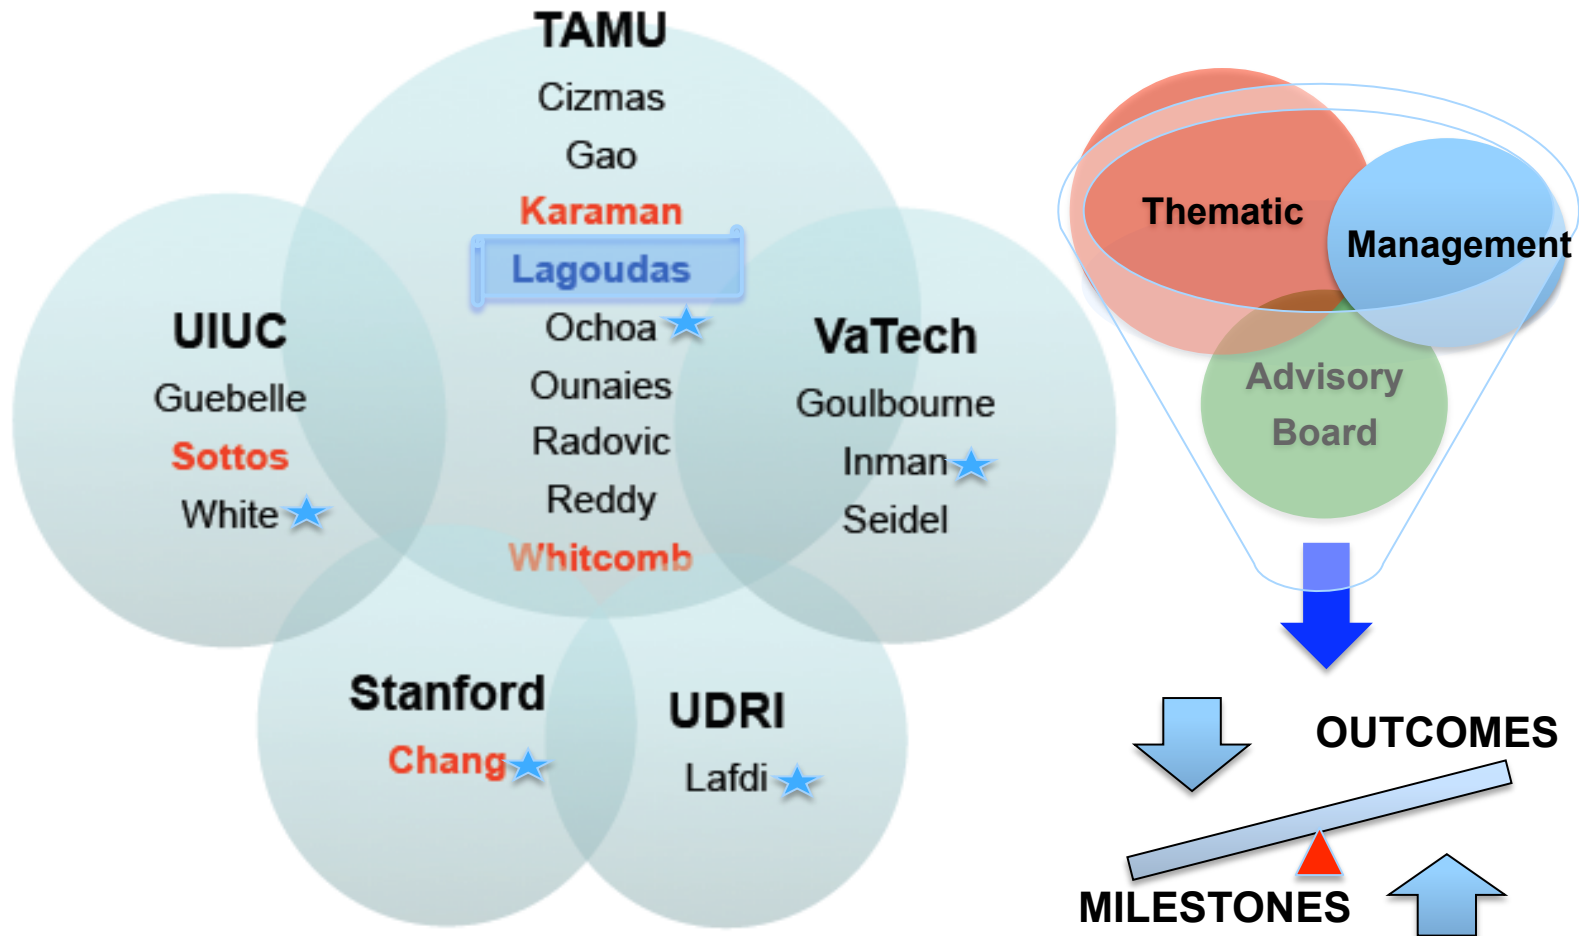 TAMU
Cizmas
Gao
Karaman
Lagoudas
Ochoa
Ounaies
Radovic
Reddy
Whitcomb
UIUC
Guebelle
Sottos
White
VaTech
Goulbourne
Inman
Seidel
Stanford
Chang
UDRI
Lafdi
Thematic
Management
Advisory
Board
OUTCOMES
MILESTONES